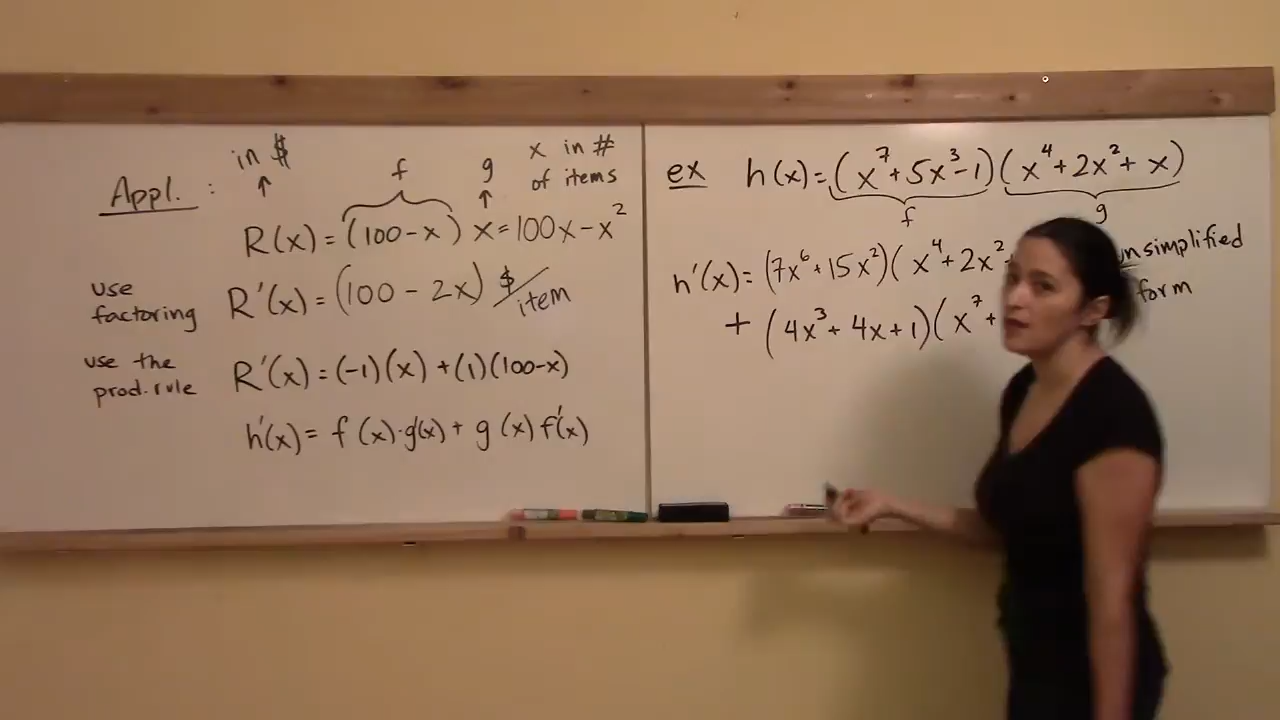 in $
Appl. : ↑ f g x in #
↑ of items
R(x) = (100-x) x = 100x - x²
use factoring
R'(x) = (100 - 2x) $/item
use the prod. rule
R'(x) = (-1)(x) + (1)(100-x)
h'(x) = f(x)·g'(x) + g(x) f'(x)
ex h(x) = (x⁷ + 5x³ - 1)(x⁴ + 2x² + x)
f g
h'(x) = (7x⁶ + 15x²)(x⁴ + 2x²
+ (4x³ + 4x + 1)(x⁷ +
unsimplified
form